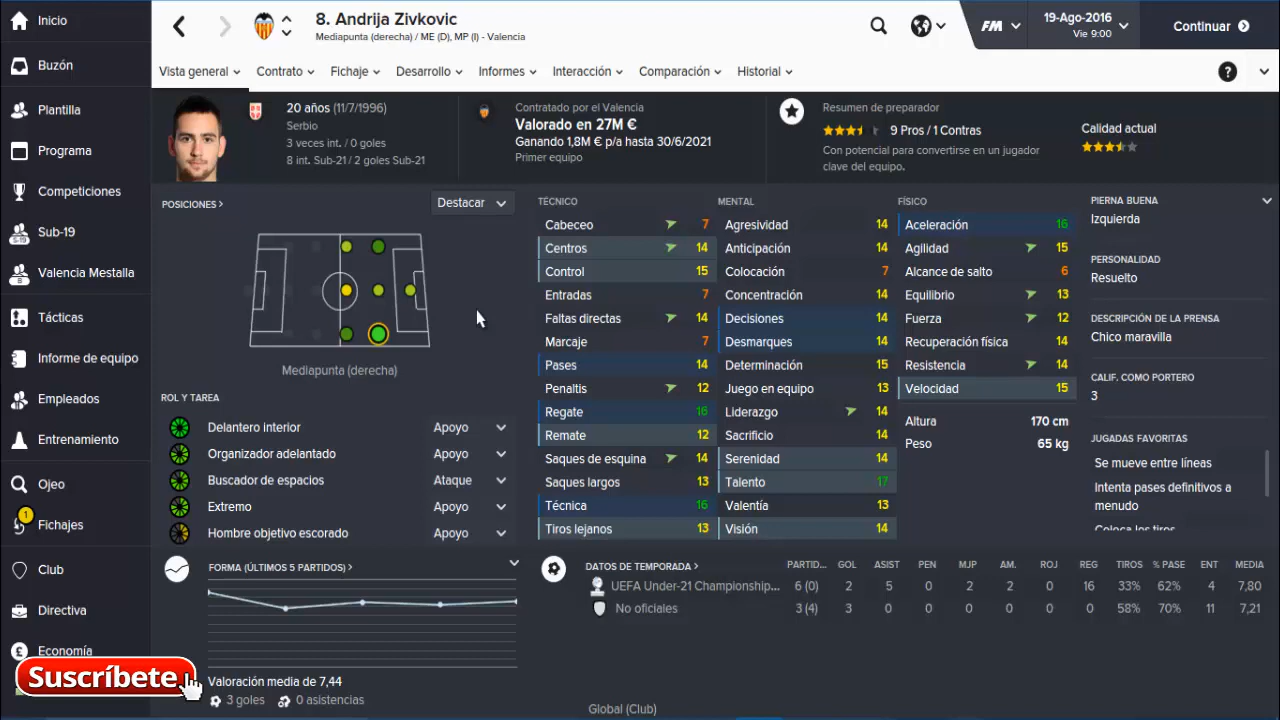 Inicio
Buzón
Plantilla
Programa
Competiciones
S-19
Sub-19
B
Valencia Mestalla
Tácticas
Informe de equipo
Empleados
Entrenamiento
Ojeo
1
Fichajes
Club
Directiva
£
Economía
Suscríbete
8. Andrija Zivkovic
Mediapunta (derecha) / ME (D), MP (I) - Valencia
FM
19-Ago-2016
Vie 9:00
Continuar
Vista general
Contrato
Fichaje
Desarrollo
Informes
Interacción
Comparación
Historial
?
20 años (11/7/1996)
Serbio
3 veces int. / 0 goles
8 int. Sub-21 / 2 goles Sub-21
Contratado por el Valencia
Valorado en 27M €
Ganando 1,8M € p/a hasta 30/6/2021
Primer equipo
Resumen de preparador
9 Pros / 1 Contras
Con potencial para convertirse en un jugador
clave del equipo.
Calidad actual
POSICIONES >
Destacar
Mediapunta (derecha)
ROL Y TAREA
Delantero interior Apoyo
Organizador adelantado Apoyo
Buscador de espacios Ataque
Extremo Apoyo
Hombre objetivo escorado Apoyo
TÉCNICO
Cabeceo 7
Centros 14
Control 15
Entradas 7
Faltas directas 14
Marcaje 7
Pases 14
Penaltis 12
Regate 16
Remate 12
Saques de esquina 14
Saques largos 13
Técnica 16
Tiros lejanos 13
MENTAL
Agresividad 14
Anticipación 14
Colocación 7
Concentración 14
Decisiones 14
Desmarques 14
Determinación 15
Juego en equipo 13
Liderazgo 14
Sacrificio 14
Serenidad 14
Talento 17
Valentía 13
Visión 14
FÍSICO
Aceleración 16
Agilidad 15
Alcance de salto 6
Equilibrio 13
Fuerza 12
Recuperación física 14
Resistencia 14
Velocidad 15
Altura 170 cm
Peso 65 kg
PIERNA BUENA
Izquierda
PERSONALIDAD
Resuelto
DESCRIPCIÓN DE LA PRENSA
Chico maravilla
CALIF. COMO PORTERO
3
JUGADAS FAVORITAS
Se mueve entre líneas
Intenta pases definitivos a
menudo
Coloca los tiros
FORMA (ÚLTIMOS 5 PARTIDOS) >
Valoración media de 7,44
3 goles 0 asistencias
DATOS DE TEMPORADA > PARTID... GOL ASIST PEN MJP AM. ROJ REG TIROS % PASE ENT MEDIA
UEFA Under-21 Championship... 6 (0) 2 5 0 2 2 0 16 33% 62% 4 7,80
No oficiales 3 (4) 3 0 0 0 0 0 0 58% 70% 11 7,21
Global (Club)